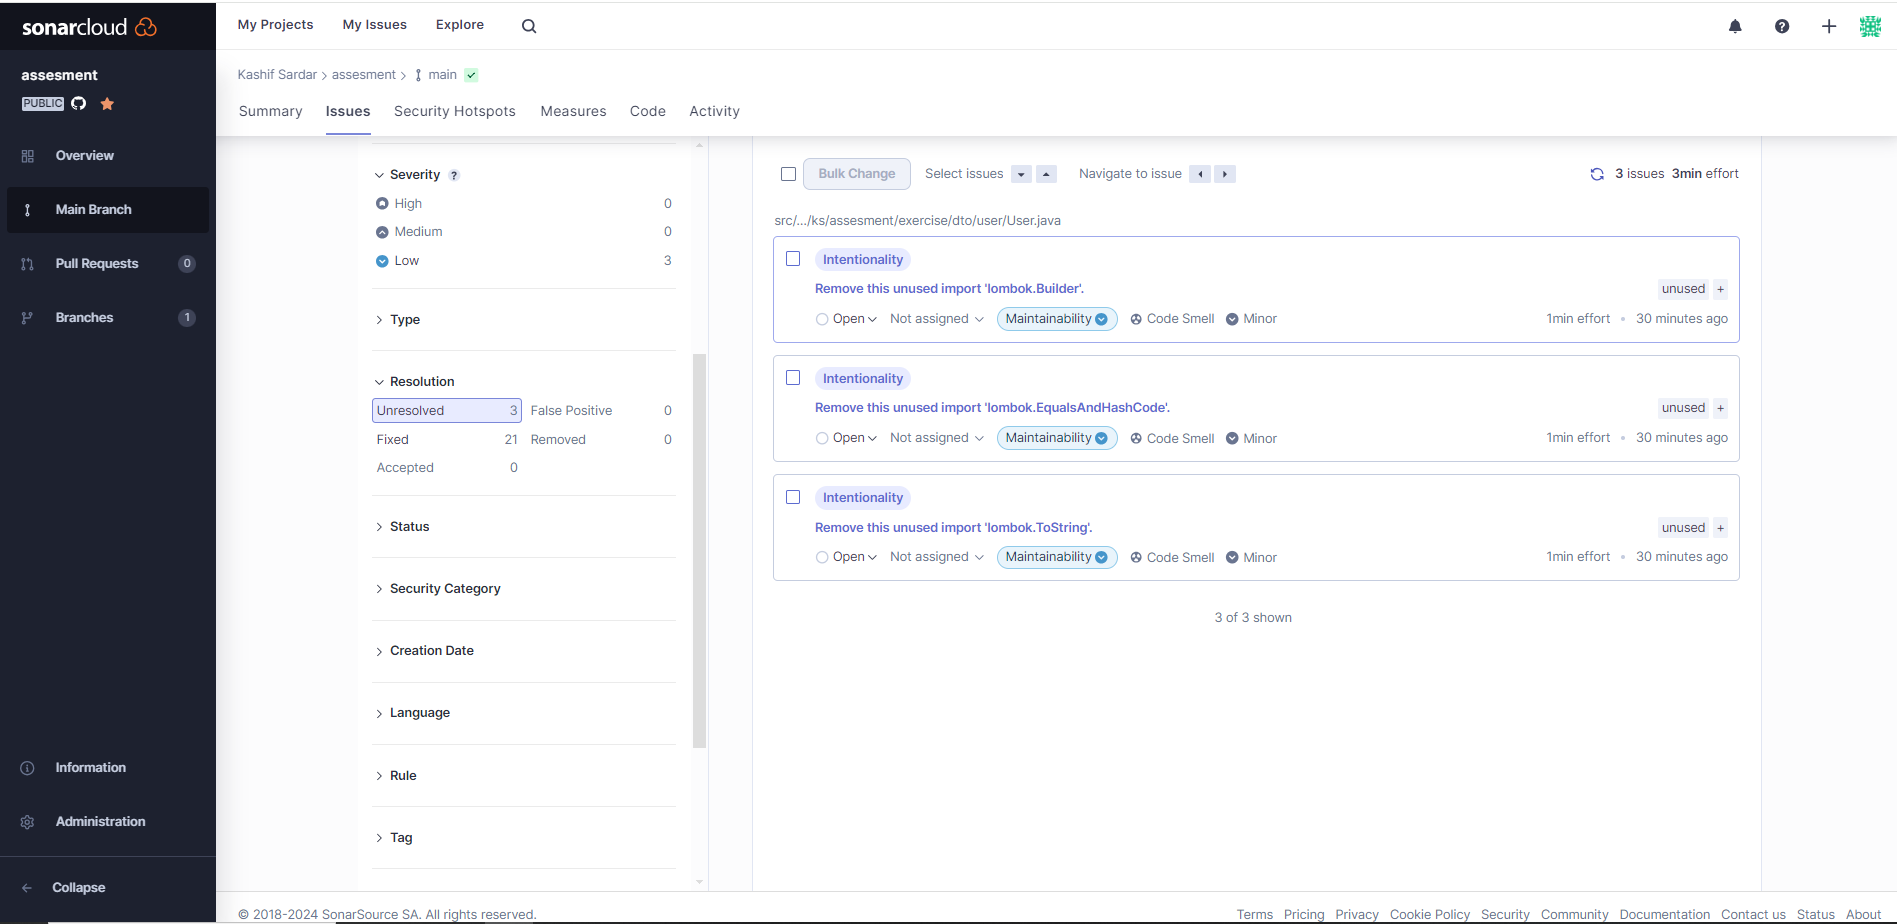 sonarcloud
My Projects My Issues Explore
assesment
PUBLIC
Overview
Main Branch
Pull Requests 0
Branches 1
Information
Administration
Collapse
Kashif Sardar > assesment > main
Summary Issues Security Hotspots Measures Code Activity
Severity ?
High 0
Medium 0
Low 3
Type
Resolution
Unresolved 3 False Positive 0
Fixed 21 Removed 0
Accepted 0
Status
Security Category
Creation Date
Language
Rule
Tag
Bulk Change Select issues Navigate to issue 3 issues 3min effort
src/.../ks/assesment/exercise/dto/user/User.java
Intentionality
Remove this unused import 'lombok.Builder'. unused +
Open Not assigned Maintainability Code Smell Minor 1min effort • 30 minutes ago
Intentionality
Remove this unused import 'lombok.EqualsAndHashCode'. unused +
Open Not assigned Maintainability Code Smell Minor 1min effort • 30 minutes ago
Intentionality
Remove this unused import 'lombok.ToString'. unused +
Open Not assigned Maintainability Code Smell Minor 1min effort • 30 minutes ago
3 of 3 shown
© 2018-2024 SonarSource SA. All rights reserved. Terms Pricing Privacy Cookie Policy Security Community Documentation Contact us Status About